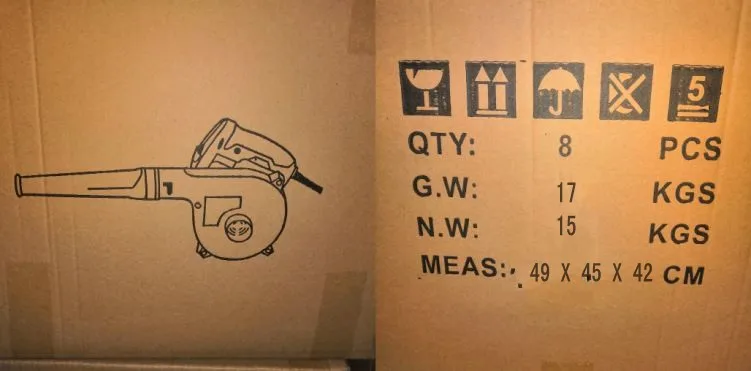 5
QTY: 8 PCS
G.W: 17 KGS
N.W: 15 KGS
MEAS: 49 X 45 X 42 CM